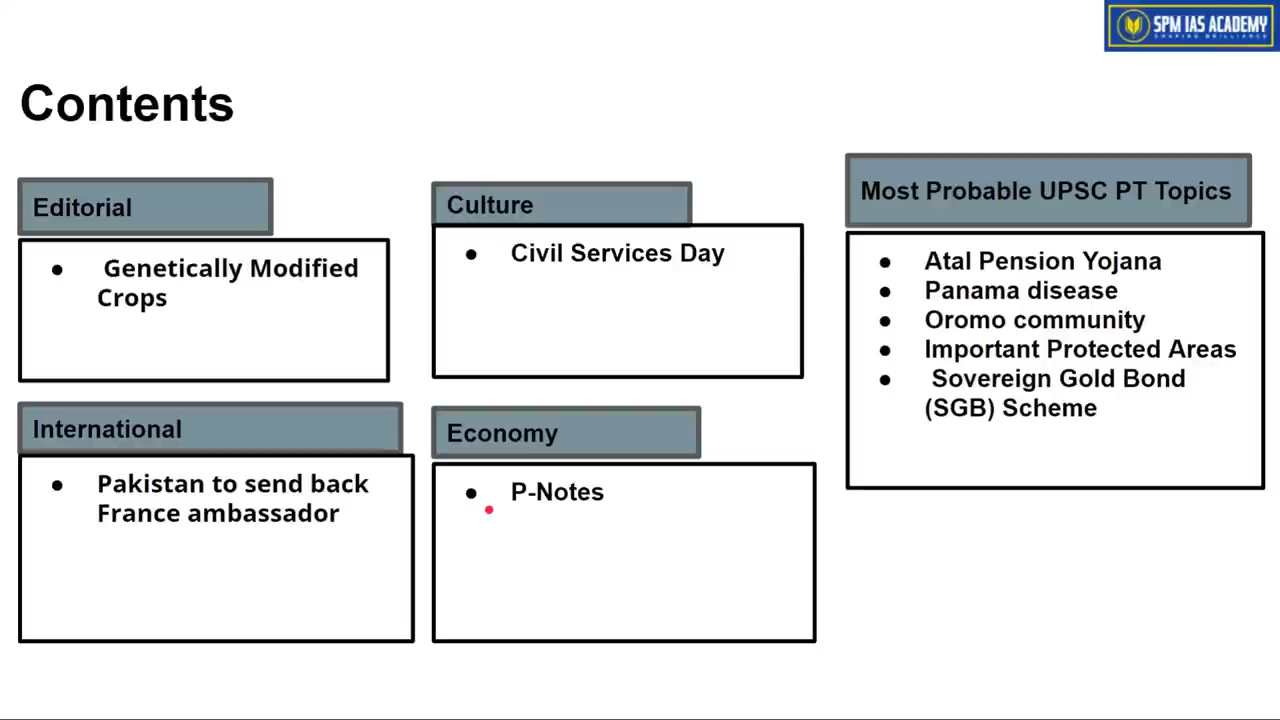 SPM IAS ACADEMY
SHAPING BRILLIANCE
Contents
Editorial
● Genetically Modified
Crops
International
● Pakistan to send back
France ambassador
Culture
● Civil Services Day
Economy
● P-Notes
Most Probable UPSC PT Topics
● Atal Pension Yojana
● Panama disease
● Oromo community
● Important Protected Areas
● Sovereign Gold Bond
(SGB) Scheme